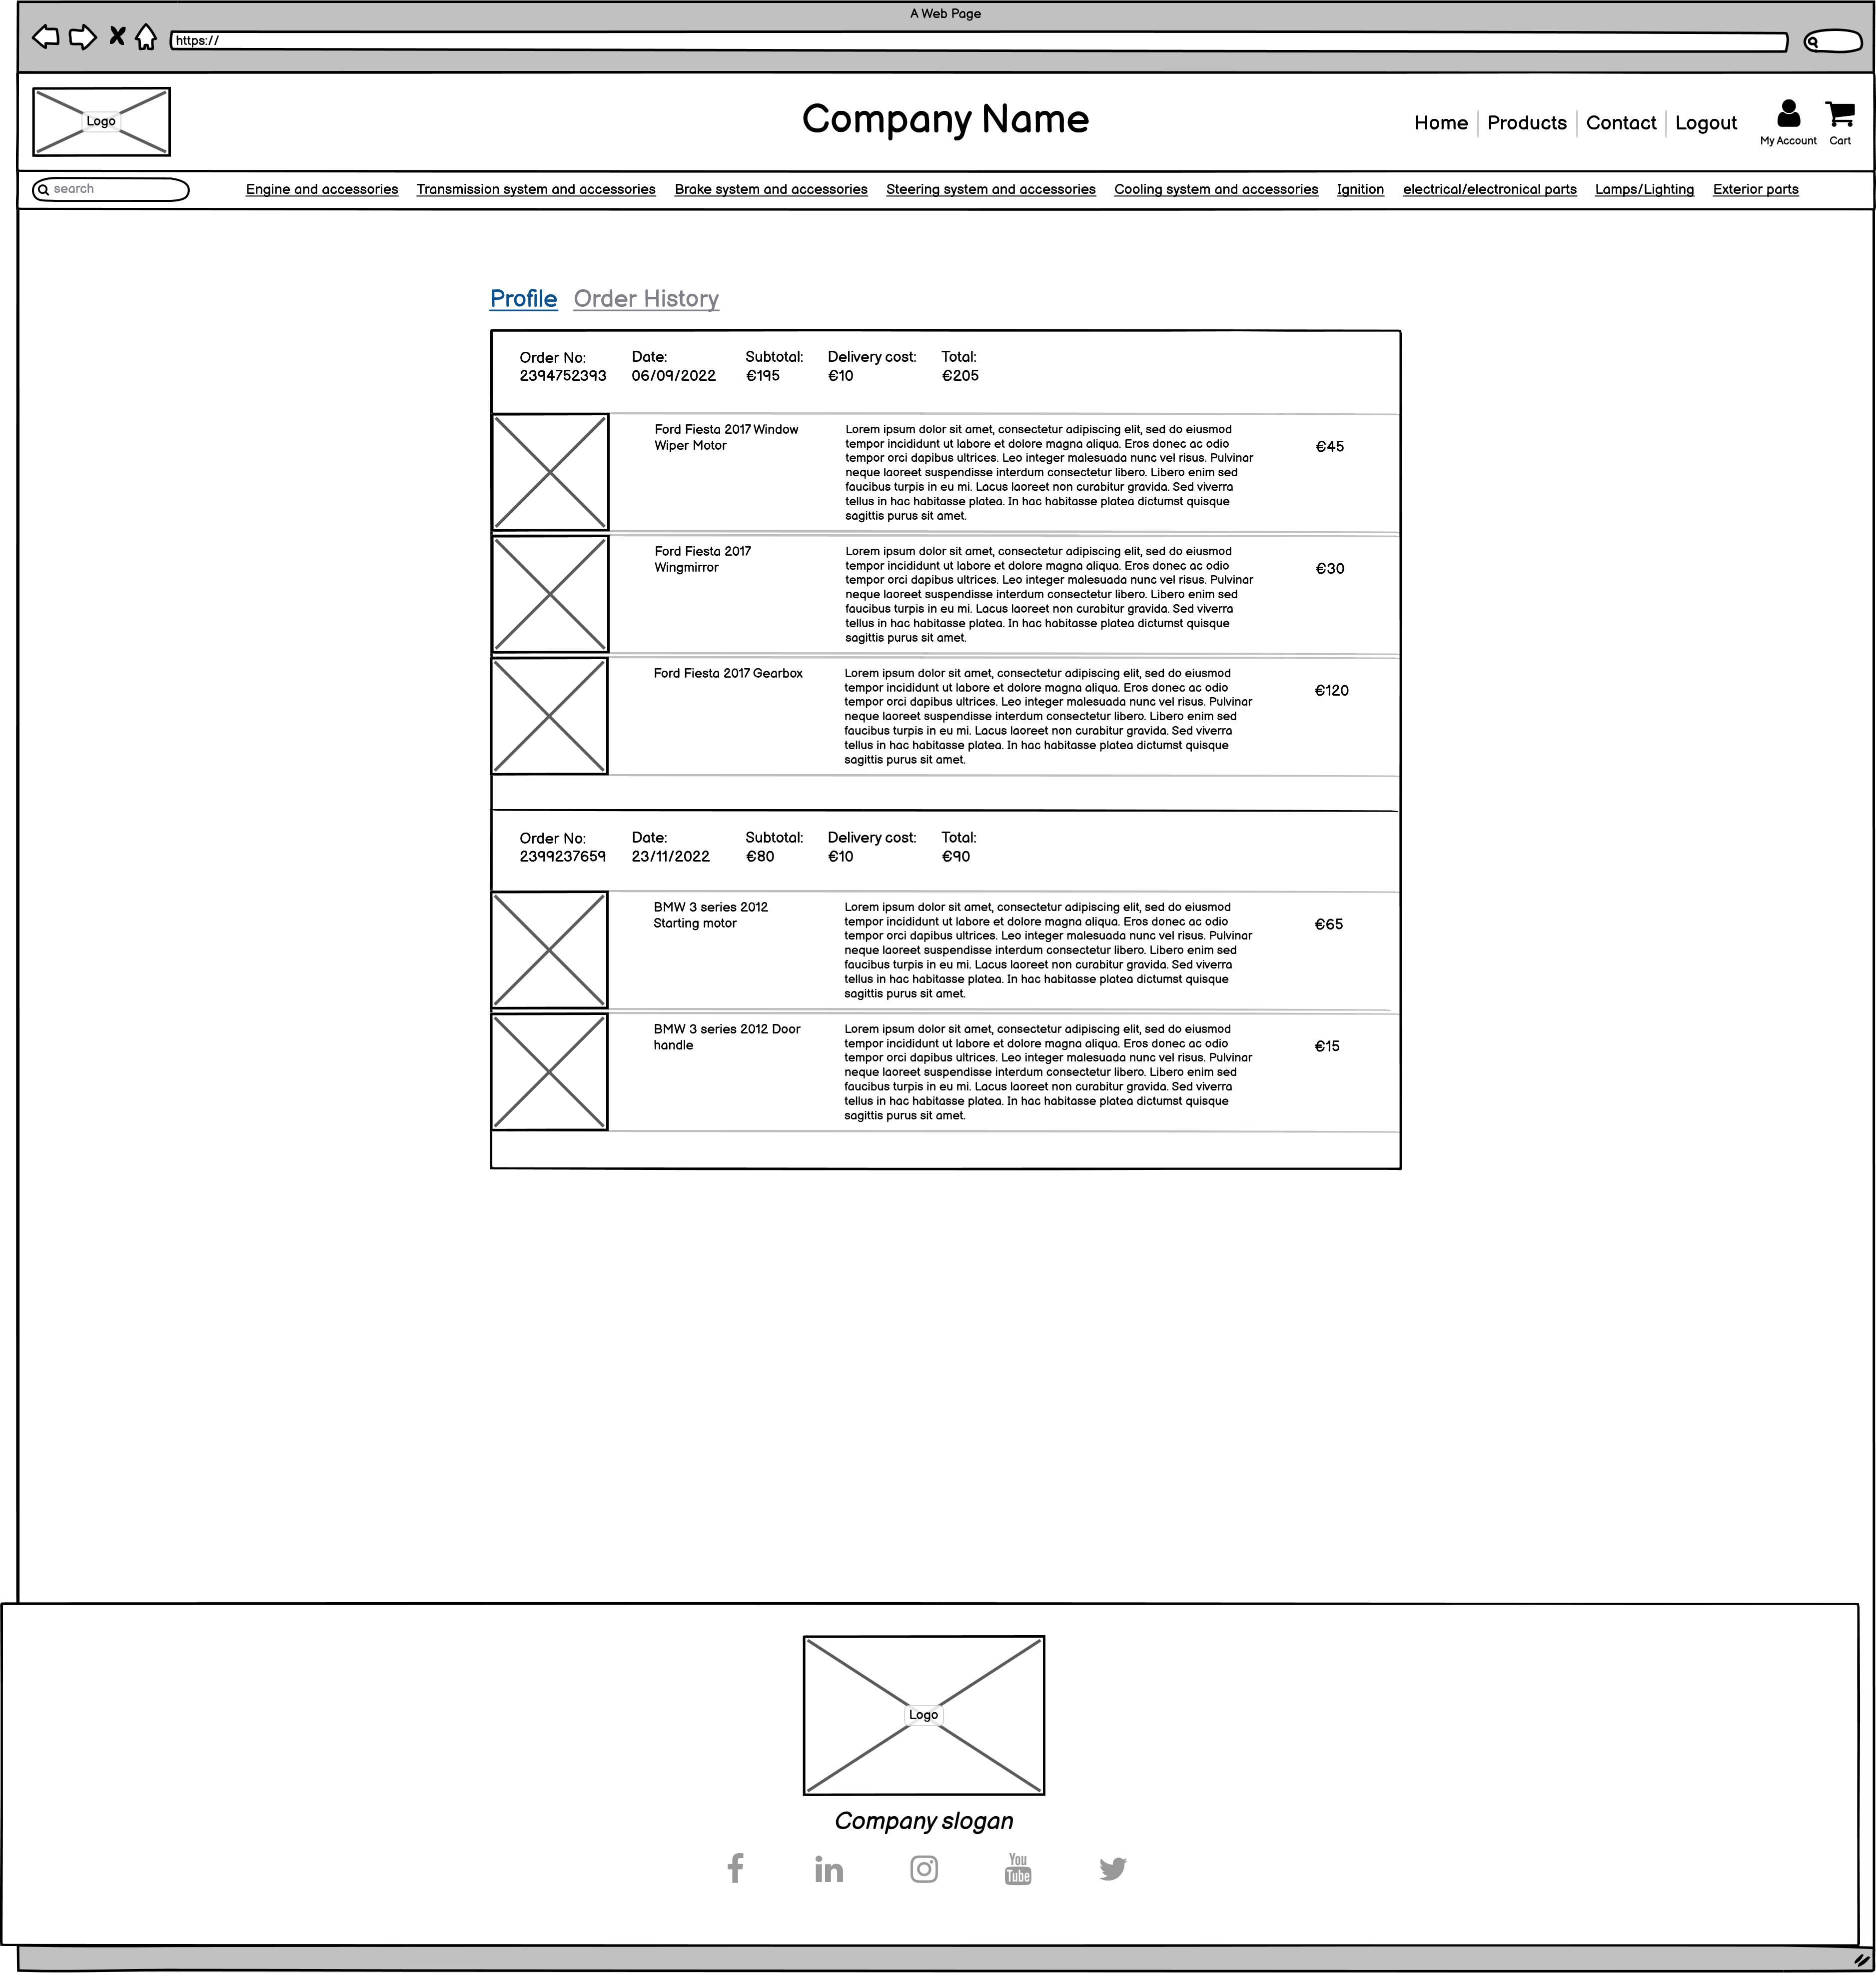 A Web Page
https://
Logo
Company Name
Home Products Contact Logout
My Account Cart
search
Engine and accessories Transmission system and accessories Brake system and accessories Steering system and accessories Cooling system and accessories Ignition electrical/electronical parts Lamps/Lighting Exterior parts
Profile Order History
Order No: Date: Subtotal: Delivery cost: Total:
2394752393 06/09/2022 €195 €10 €205
Ford Fiesta 2017 Window
Wiper Motor
Lorem ipsum dolor sit amet, consectetur adipiscing elit, sed do eiusmod
tempor incididunt ut labore et dolore magna aliqua. Eros donec ac odio
tempor orci dapibus ultrices. Leo integer malesuada nunc vel risus. Pulvinar
neque laoreet suspendisse interdum consectetur libero. Libero enim sed
faucibus turpis in eu mi. Lacus laoreet non curabitur gravida. Sed viverra
tellus in hac habitasse platea. In hac habitasse platea dictumst quisque
sagittis purus sit amet.
€45
Ford Fiesta 2017
Wingmirror
Lorem ipsum dolor sit amet, consectetur adipiscing elit, sed do eiusmod
tempor incididunt ut labore et dolore magna aliqua. Eros donec ac odio
tempor orci dapibus ultrices. Leo integer malesuada nunc vel risus. Pulvinar
neque laoreet suspendisse interdum consectetur libero. Libero enim sed
faucibus turpis in eu mi. Lacus laoreet non curabitur gravida. Sed viverra
tellus in hac habitasse platea. In hac habitasse platea dictumst quisque
sagittis purus sit amet.
€30
Ford Fiesta 2017 Gearbox
Lorem ipsum dolor sit amet, consectetur adipiscing elit, sed do eiusmod
tempor incididunt ut labore et dolore magna aliqua. Eros donec ac odio
tempor orci dapibus ultrices. Leo integer malesuada nunc vel risus. Pulvinar
neque laoreet suspendisse interdum consectetur libero. Libero enim sed
faucibus turpis in eu mi. Lacus laoreet non curabitur gravida. Sed viverra
tellus in hac habitasse platea. In hac habitasse platea dictumst quisque
sagittis purus sit amet.
€120
Order No: Date: Subtotal: Delivery cost: Total:
2399237659 23/11/2022 €80 €10 €90
BMW 3 series 2012
Starting motor
Lorem ipsum dolor sit amet, consectetur adipiscing elit, sed do eiusmod
tempor incididunt ut labore et dolore magna aliqua. Eros donec ac odio
tempor orci dapibus ultrices. Leo integer malesuada nunc vel risus. Pulvinar
neque laoreet suspendisse interdum consectetur libero. Libero enim sed
faucibus turpis in eu mi. Lacus laoreet non curabitur gravida. Sed viverra
tellus in hac habitasse platea. In hac habitasse platea dictumst quisque
sagittis purus sit amet.
€65
BMW 3 series 2012 Door
handle
Lorem ipsum dolor sit amet, consectetur adipiscing elit, sed do eiusmod
tempor incididunt ut labore et dolore magna aliqua. Eros donec ac odio
tempor orci dapibus ultrices. Leo integer malesuada nunc vel risus. Pulvinar
neque laoreet suspendisse interdum consectetur libero. Libero enim sed
faucibus turpis in eu mi. Lacus laoreet non curabitur gravida. Sed viverra
tellus in hac habitasse platea. In hac habitasse platea dictumst quisque
sagittis purus sit amet.
€15
Logo
Company slogan
f in You
Tube